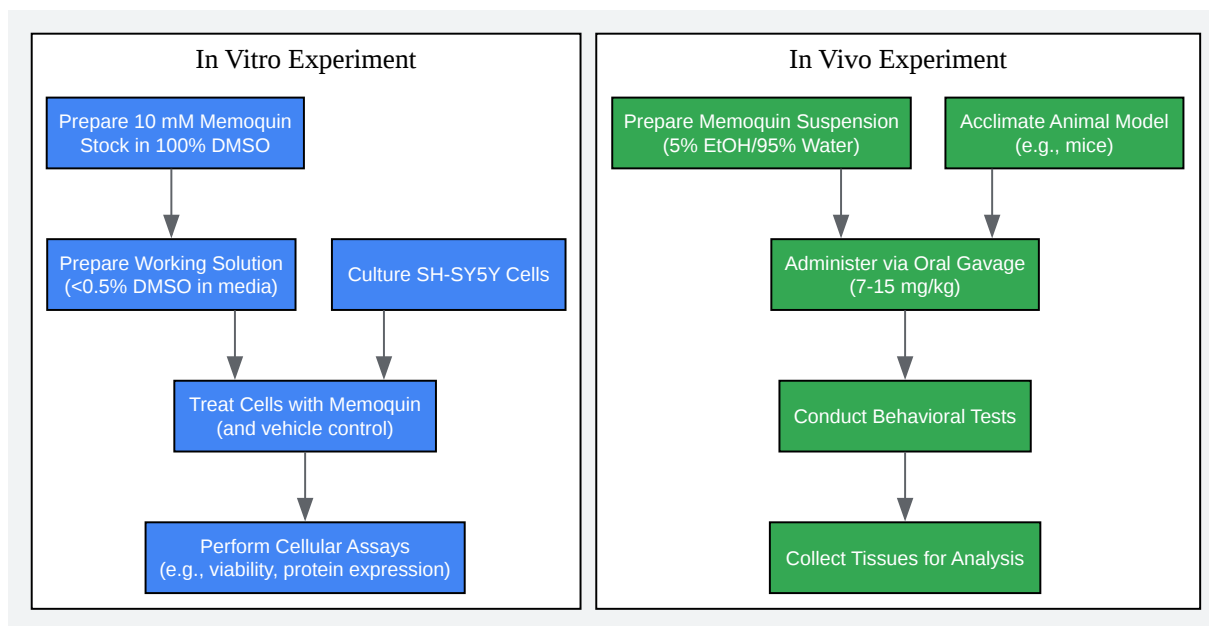 In Vitro Experiment
Prepare 10 mM Memoquin
Stock in 100% DMSO
Prepare Working Solution
(<0.5% DMSO in media)
Culture SH-SY5Y Cells
Treat Cells with Memoquin
(and vehicle control)
Perform Cellular Assays
(e.g., viability, protein expression)
In Vivo Experiment
Prepare Memoquin Suspension
(5% EtOH/95% Water)
Acclimate Animal Model
(e.g., mice)
Administer via Oral Gavage
(7-15 mg/kg)
Conduct Behavioral Tests
Collect Tissues for Analysis